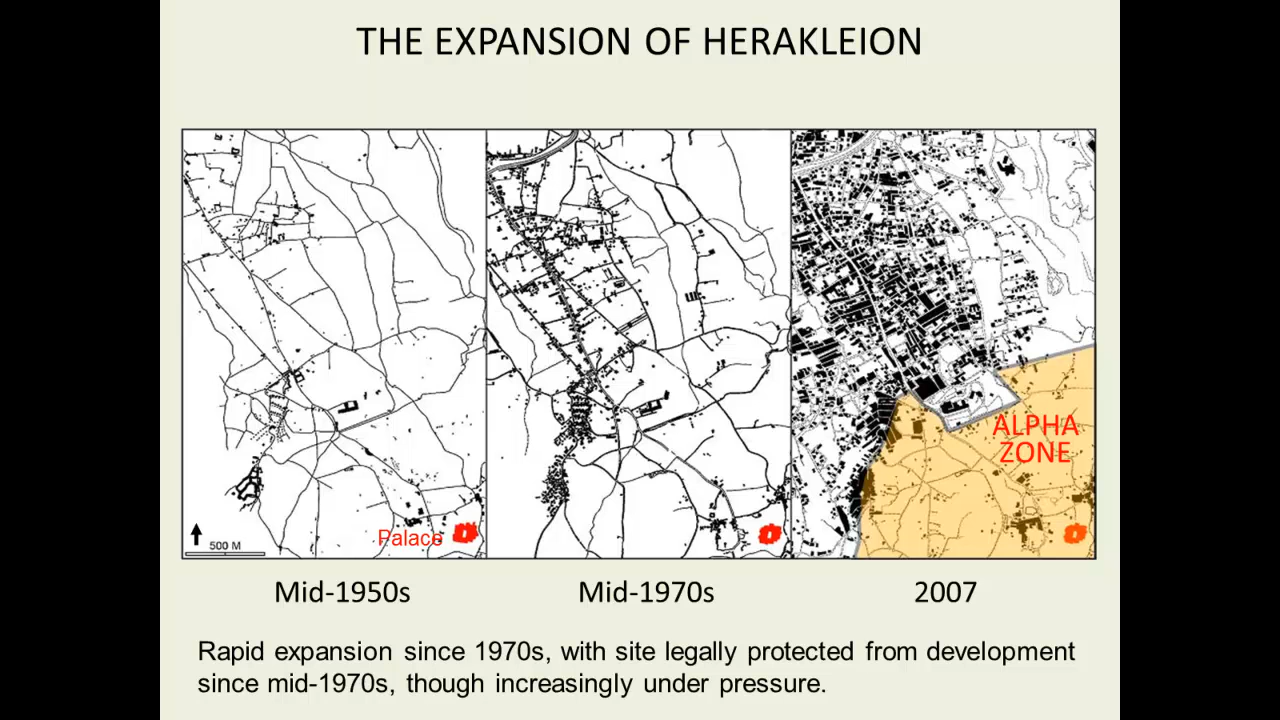 THE EXPANSION OF HERAKLEION
ALPHA
ZONE
Palace
500 M
Mid-1950s
Mid-1970s
2007
Rapid expansion since 1970s, with site legally protected from development
since mid-1970s, though increasingly under pressure.